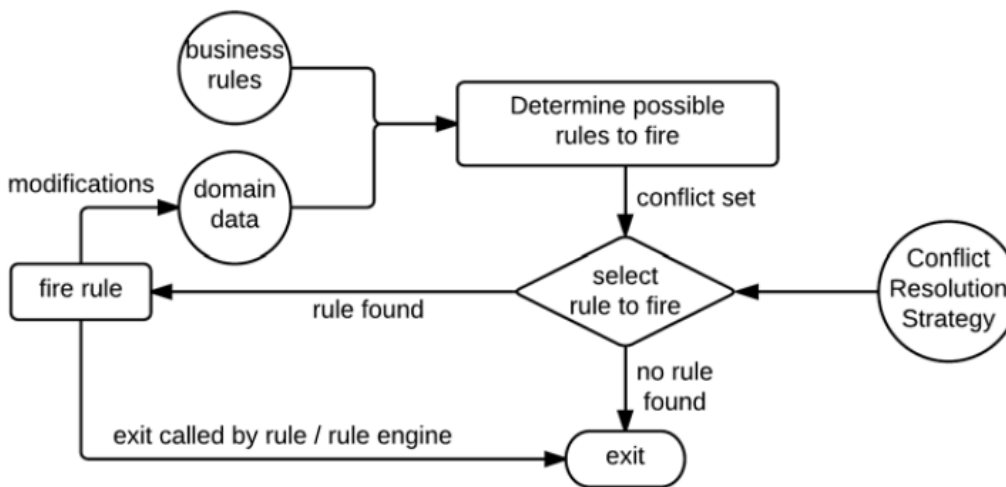 business
rules
Determine possible
rules to fire
modifications
domain
data
conflict set
fire rule
rule found
select
rule to fire
Conflict
Resolution
Strategy
no rule
found
exit called by rule / rule engine
exit